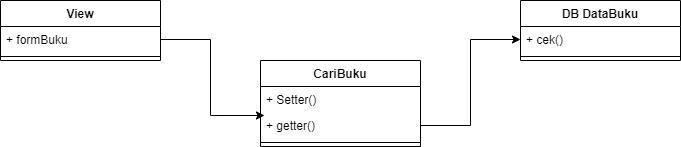 View
+ formBuku
CariBuku
+ Setter()
+ getter()
DB DataBuku
+ cek()